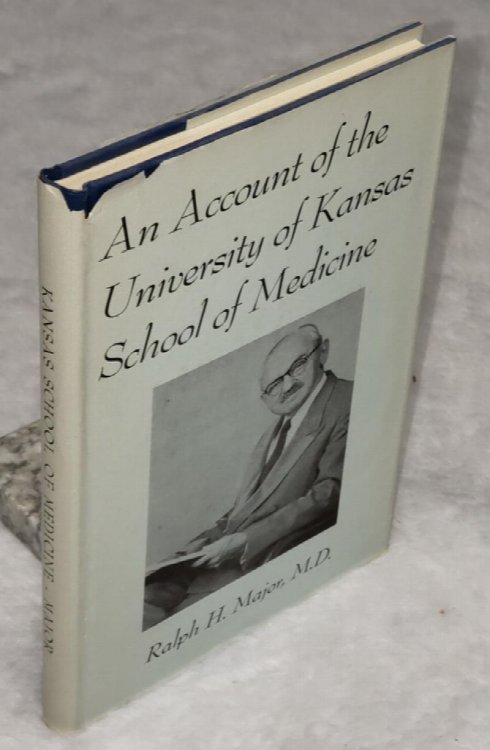 An Account of the
University of Kansas
School of Medicine
Ralph H. Major, M.D.
KANSAS SCHOOL OF MEDICINE · MAJOR